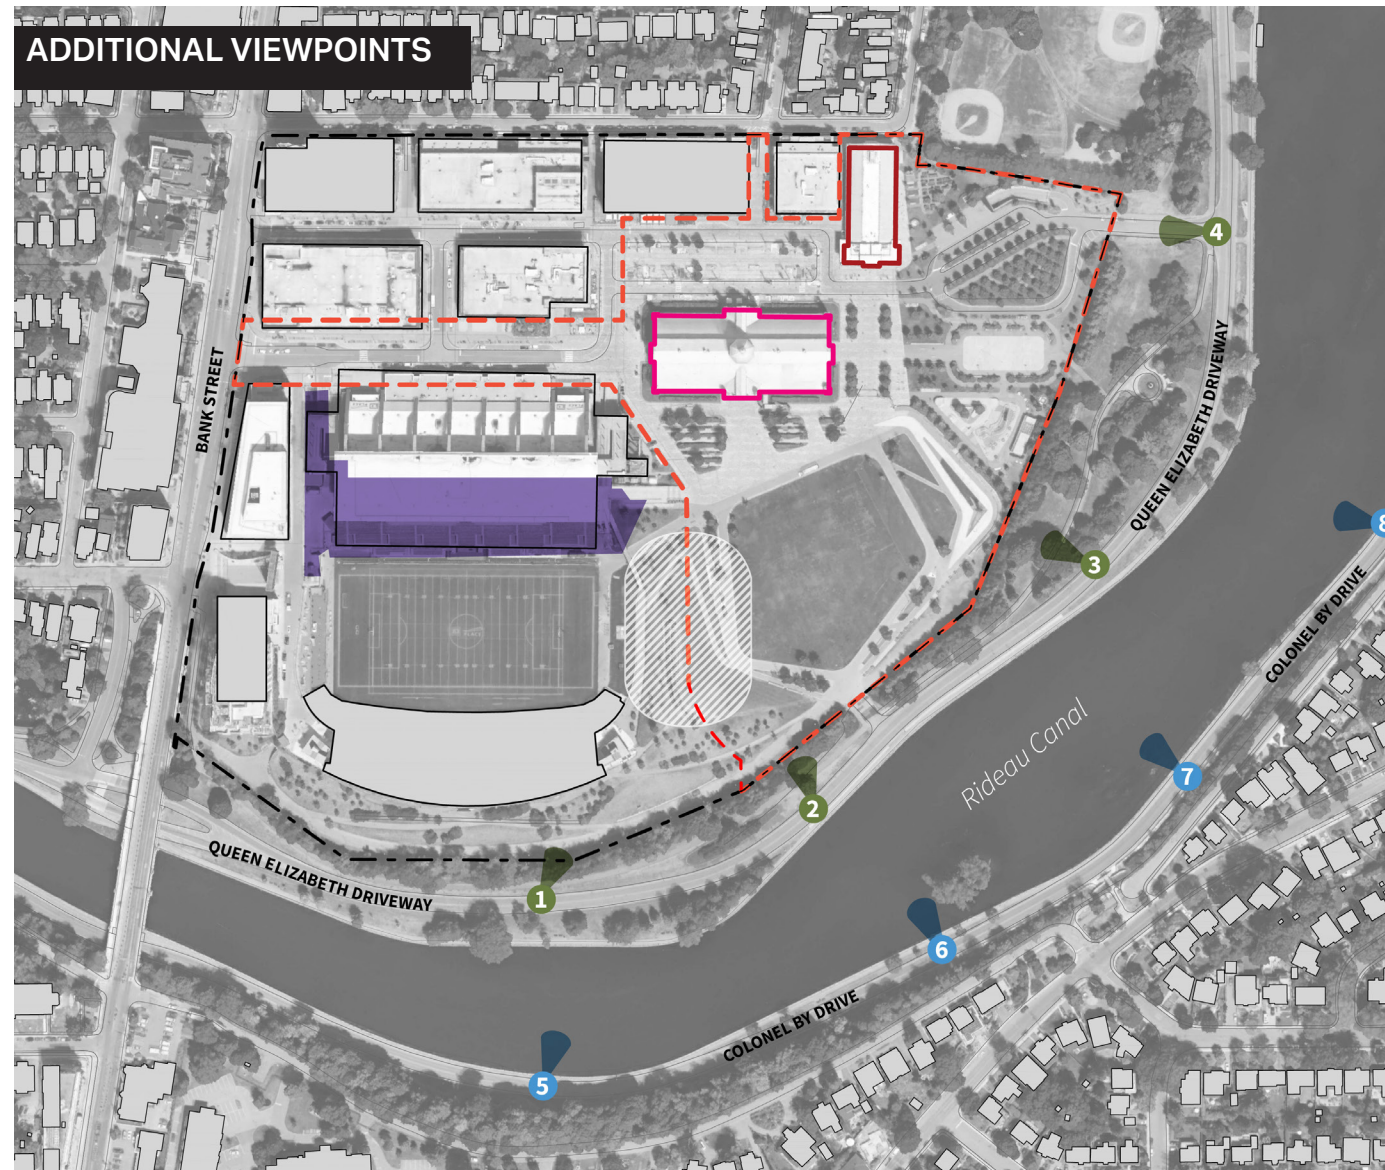 ADDITIONAL VIEWPOINTS
4
BANK STREET
QUEEN ELIZABETH DRIVEWAY
8
3
COLONEL BY DRIVE
Rideau Canal
7
2
QUEEN ELIZABETH DRIVEWAY
1
6
COLONEL BY DRIVE
5